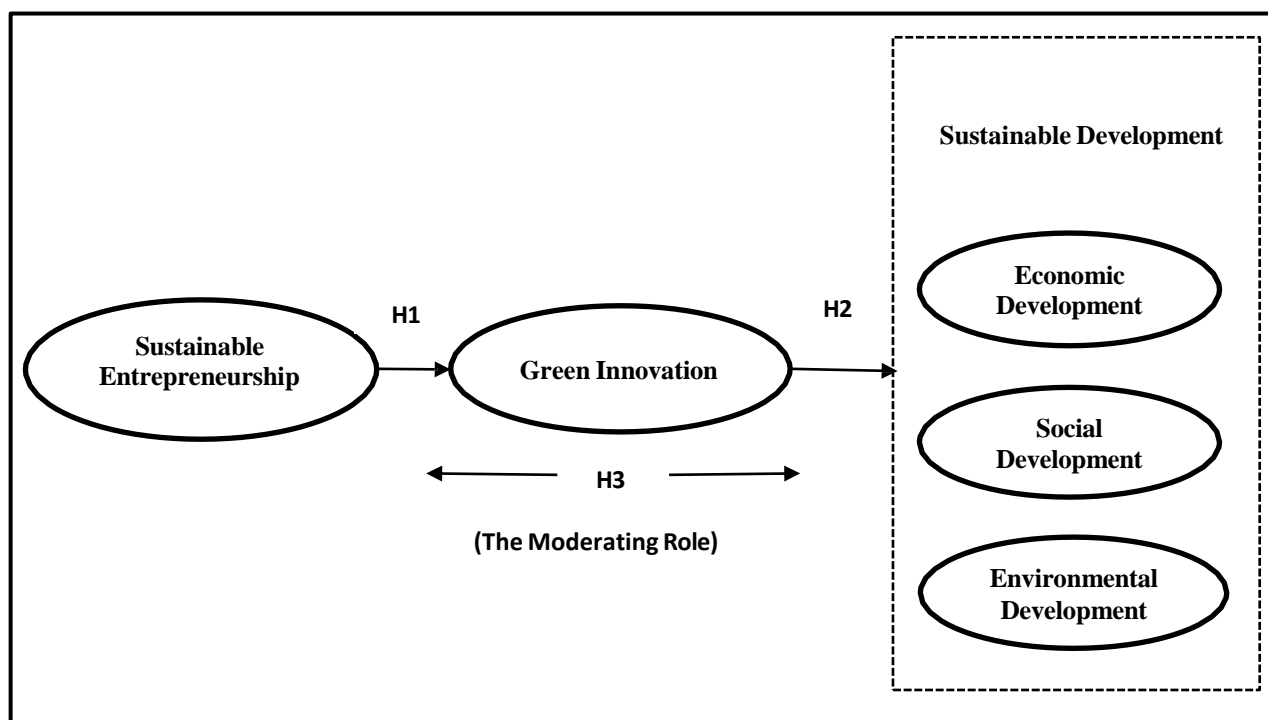 Sustainable Development
Economic
Development
H2
H1
Sustainable
Entrepreneurship
Green Innovation
Social
Development
H3
(The Moderating Role)
Environmental
Development